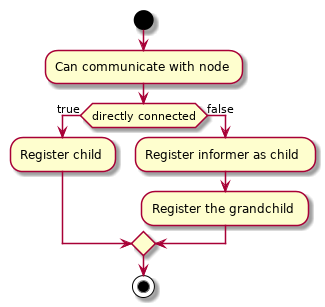 Can communicate with node
true
directly connected
false
Register child
Register informer as child
Register the grandchild